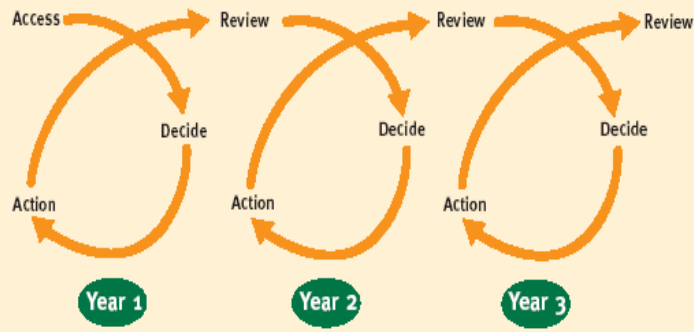 Access
Review
Review
Review
Decide
Decide
Decide
Action
Action
Action
Year 1
Year 2
Year 3